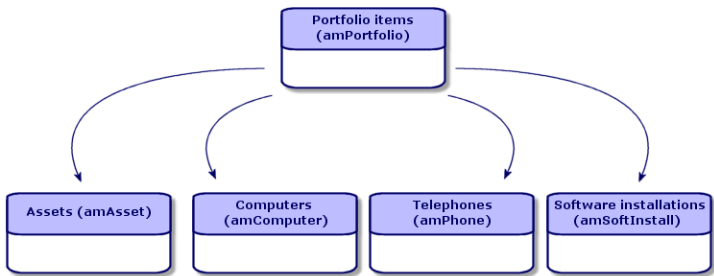 Portfolio items
(amPortfolio)
Assets (amAsset)
Computers
(amComputer)
Telephones
(amPhone)
Software installations
(amSoftInstall)